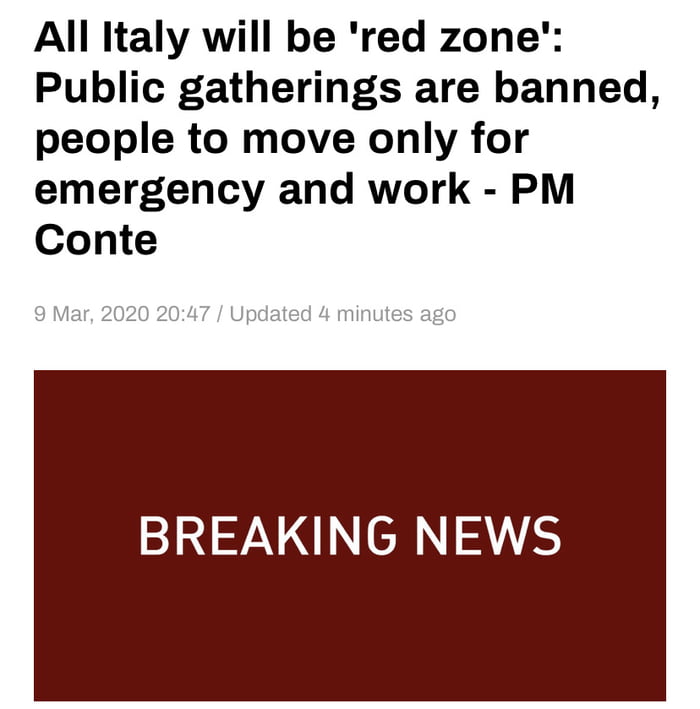 All Italy will be 'red zone':
Public gatherings are banned,
people to move only for
emergency and work - PM
Conte
9 Mar, 2020 20:47 / Updated 4 minutes ago
BREAKING NEWS